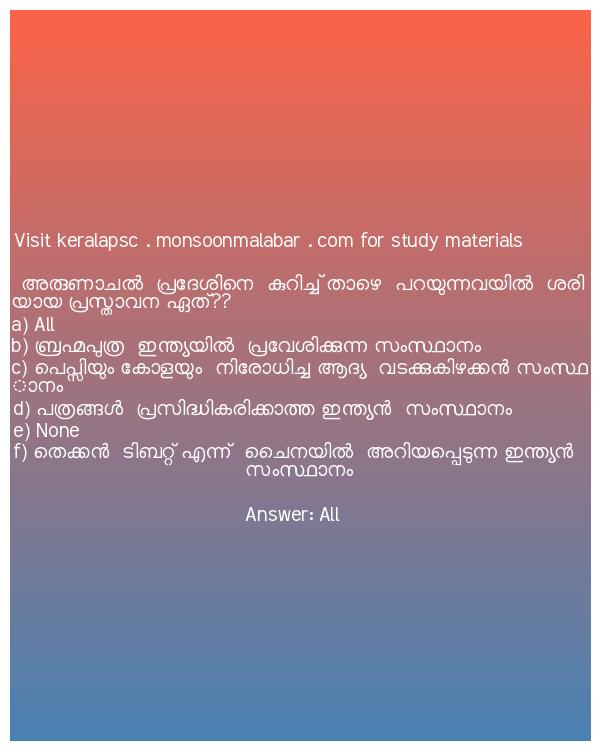 Visit keralapsc . monsoonmalabar . com for study materials
അരുണാചൽ പ്രദേശിനെ കുറിച്ച് താഴെ പറയുന്നവയിൽ ശരി
യായ പ്രസ്താവന ഏത്??
a) All
b) ബ്രഹ്മപുത്ര ഇന്ത്യയിൽ പ്രവേശിക്കുന്ന സംസ്ഥാനം
c) പെപ്സിയും കോളയും നിരോധിച്ച ആദ്യ വടക്കുകിഴക്കൻ സംസ്ഥ
ാനം
d) പത്രങ്ങൾ പ്രസിദ്ധികരിക്കാത്ത ഇന്ത്യൻ സംസ്ഥാനം
e) None
f) തെക്കൻ ടിബറ്റ് എന്ന് ചൈനയിൽ അറിയപ്പെടുന്ന ഇന്ത്യൻ
സംസ്ഥാനം
Answer: All